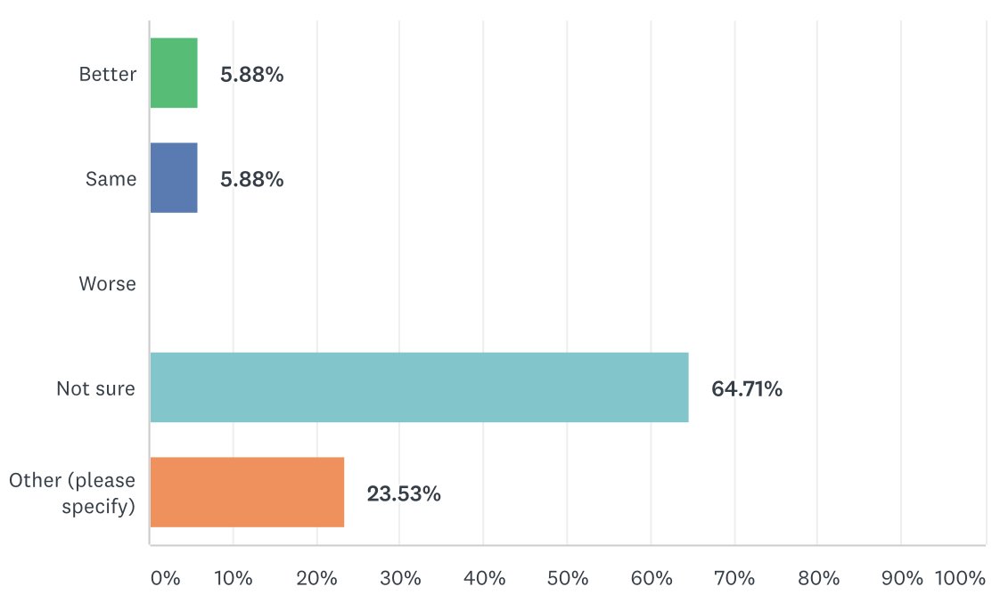 Better
5.88%
Same
5.88%
Worse
Not sure
64.71%
Other (please
specify)
23.53%
0% 10% 20% 30% 40% 50% 60% 70% 80% 90% 100%